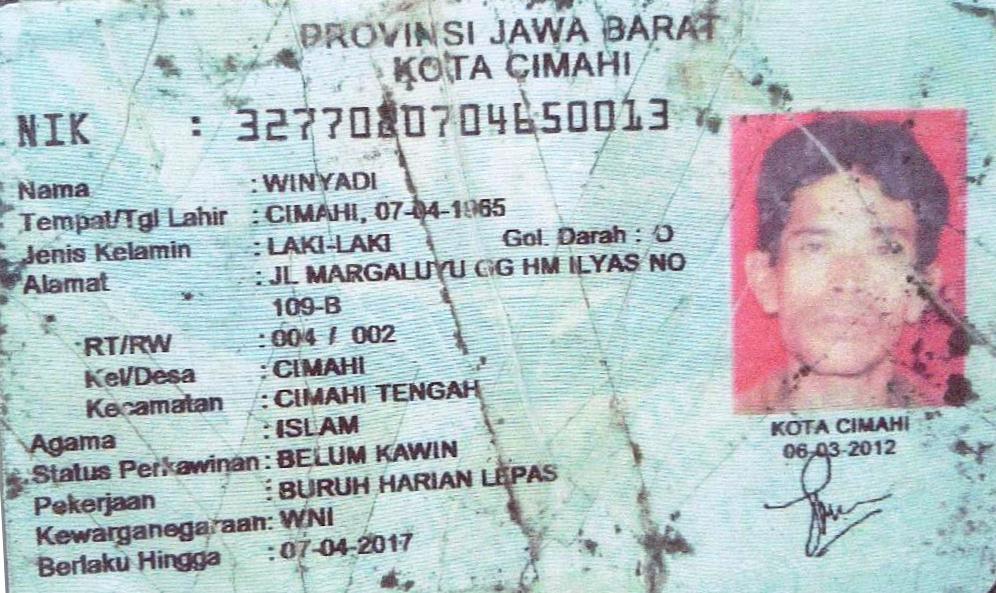 PROVINSI JAWA BARAT
KOTA CIMAHI
NIK : 3277080704650013
Nama : WINYADI
Tempat/Tgl Lahir : CIMAHI, 07-04-1965
Jenis Kelamin : LAKI-LAKI Gol. Darah : O
Alamat : JL MARGALUYU GG HM ILYAS NO
109-B
RT/RW : 004 / 002
Kel/Desa : CIMAHI
Kecamatan : CIMAHI TENGAH
Agama : ISLAM
Status Perkawinan : BELUM KAWIN
Pekerjaan : BURUH HARIAN LEPAS
Kewarganegaraan: WNI
Berlaku Hingga : 07-04-2017
KOTA CIMAHI
06-03-2012